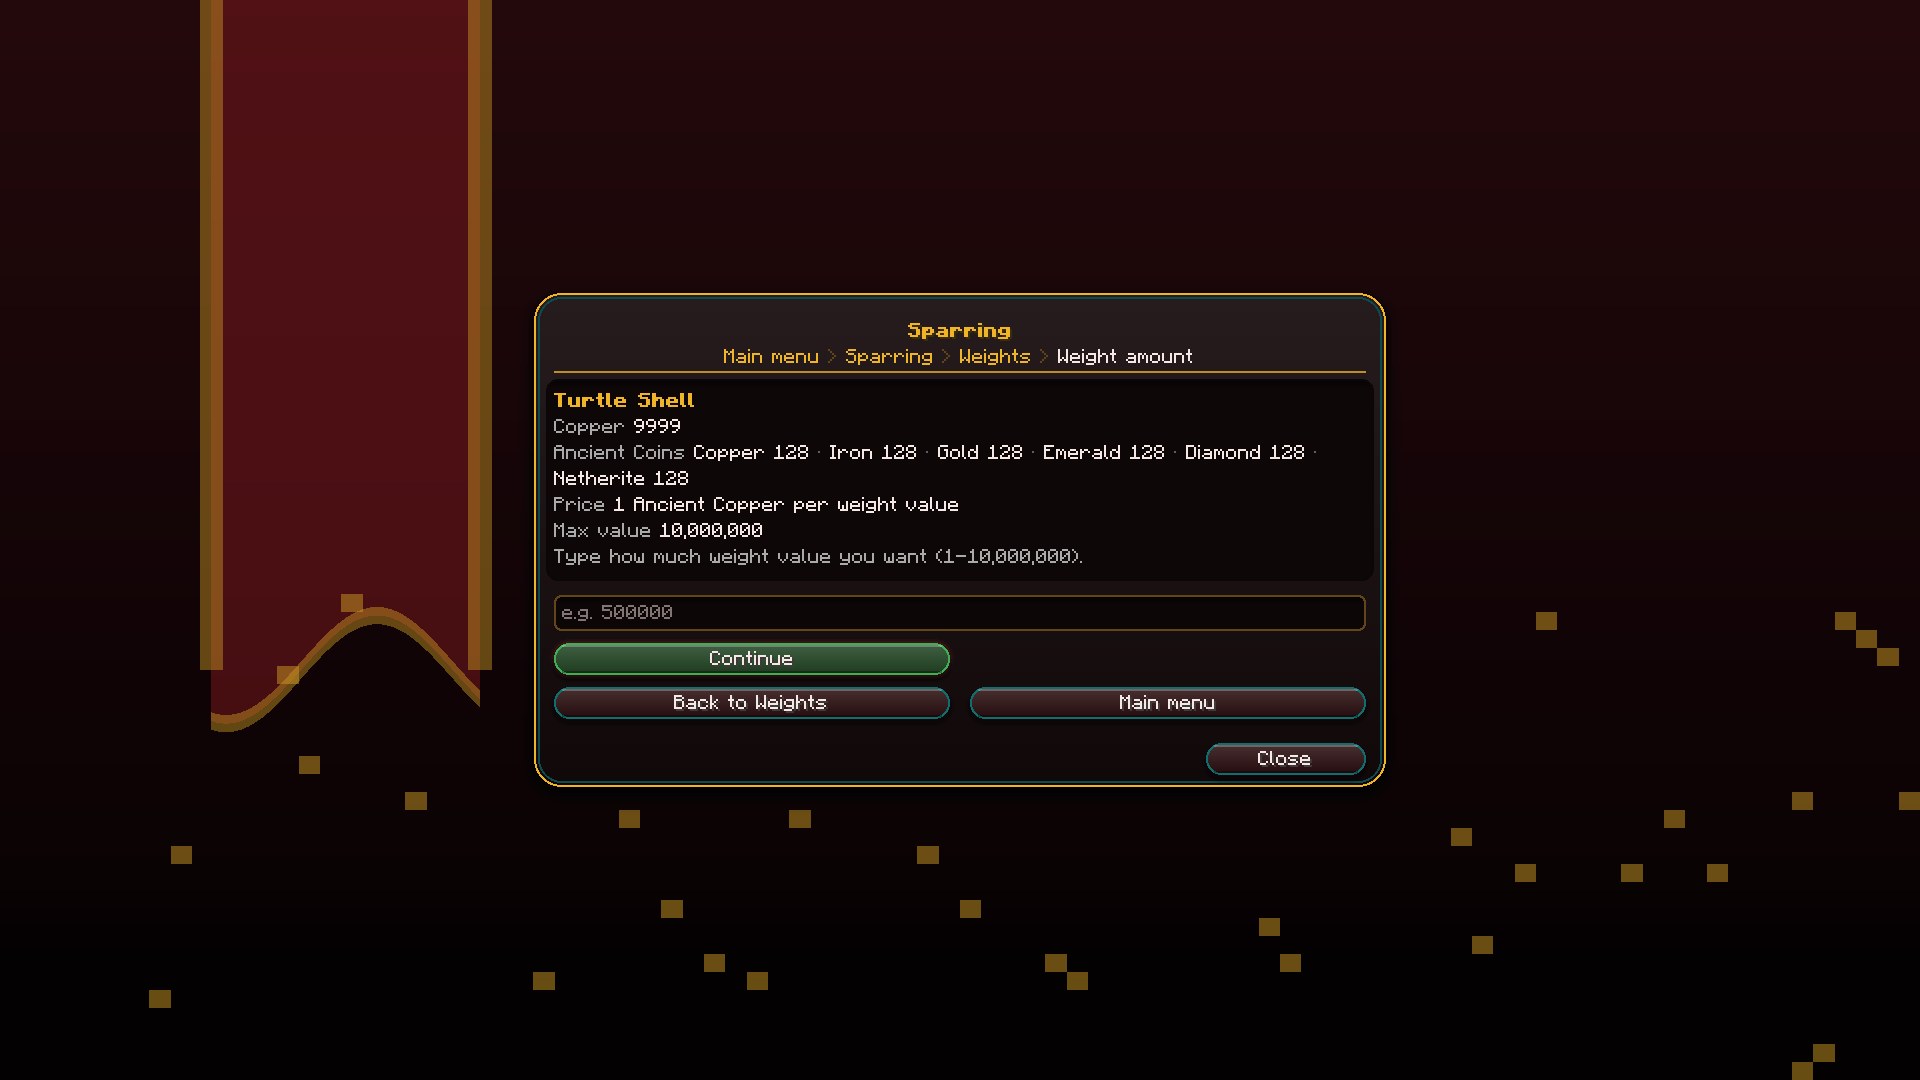 Sparring
Main menu > Sparring > Weights > Weight amount
Turtle Shell
Copper 9999
Ancient Coins Copper 128 · Iron 128 · Gold 128 · Emerald 128 · Diamond 128 ·
Netherite 128
Price 1 Ancient Copper per weight value
Max value 10,000,000
Type how much weight value you want (1-10,000,000).
e.g. 500000
Continue
Back to Weights
Main menu
Close